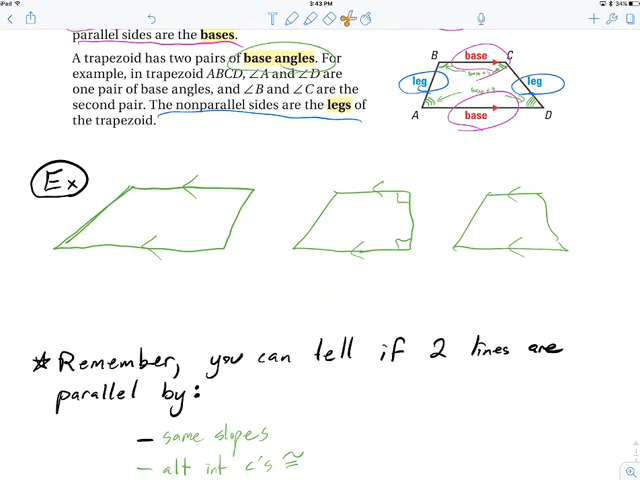 iPad
3:43 PM
34%
parallel sides are the bases.
A trapezoid has two pairs of base angles. For
example, in trapezoid ABCD, ∠A and ∠D are
one pair of base angles, and ∠B and ∠C are the
second pair. The nonparallel sides are the legs of
the trapezoid.
B base C
leg leg
A base D
Ex
*Remember, you can tell if 2 lines are
parallel by:
- same slopes
- alt int ∠'s ≅